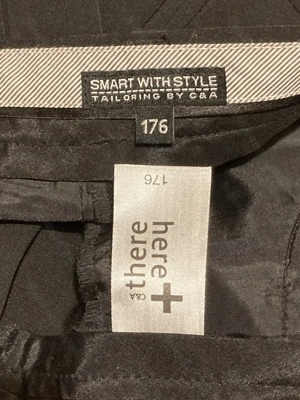 SMART WITH STYLE
TAILORING BY C&A
176
176
here
+
there
C&A